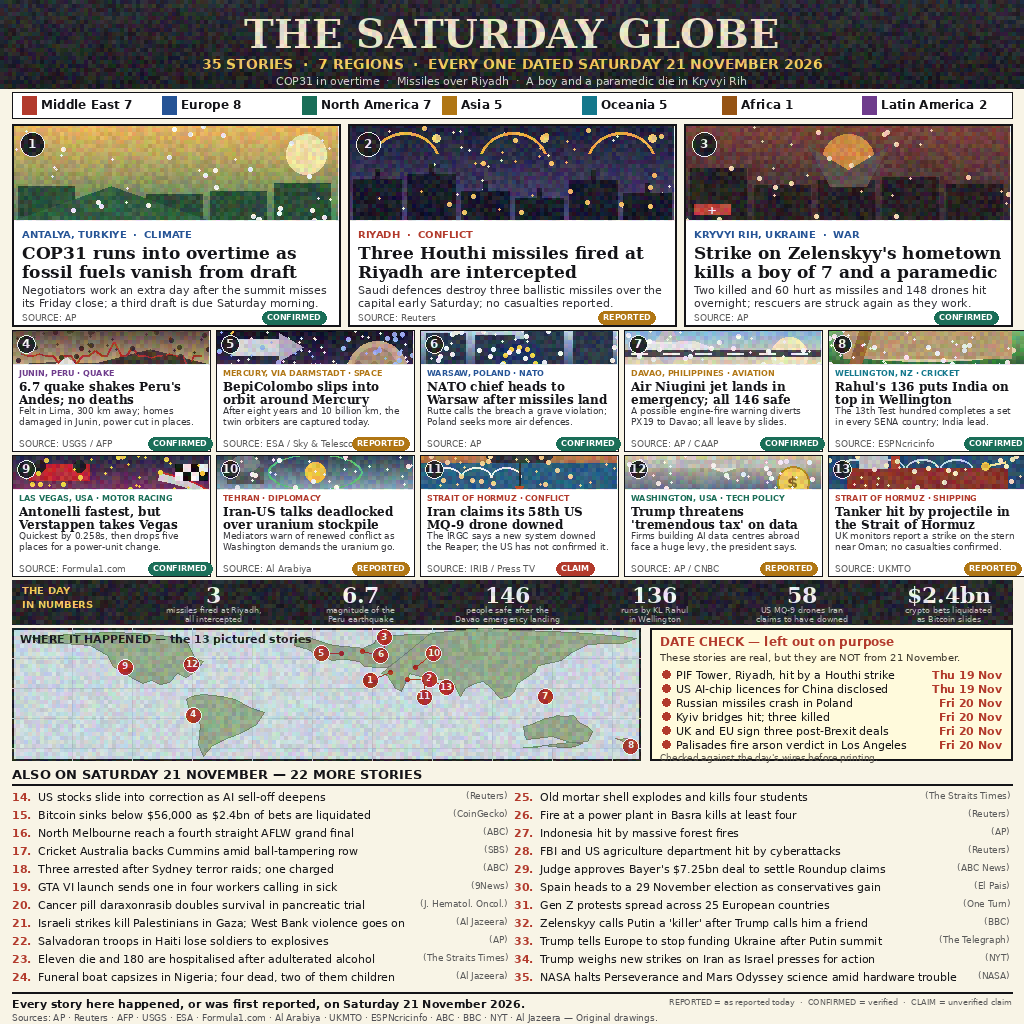 THE SATURDAY GLOBE
35 STORIES · 7 REGIONS · EVERY ONE DATED SATURDAY 21 NOVEMBER 2026
COP31 in overtime · Missiles over Riyadh · A boy and a paramedic die in Kryvyi Rih
Middle East 7
Europe 8
North America 7
Asia 5
Oceania 5
Africa 1
Latin America 2
1
ANTALYA, TURKIYE · CLIMATE
COP31 runs into overtime as
fossil fuels vanish from draft
Negotiators work an extra day after the summit misses
its Friday close; a third draft is due Saturday morning.
SOURCE: AP
CONFIRMED
2
RIYADH · CONFLICT
Three Houthi missiles fired at
Riyadh are intercepted
Saudi defences destroy three ballistic missiles over the
capital early Saturday; no casualties reported.
SOURCE: Reuters
REPORTED
3
KRYVYI RIH, UKRAINE · WAR
Strike on Zelenskyy's hometown
kills a boy of 7 and a paramedic
Two killed and 60 hurt as missiles and 148 drones hit
overnight; rescuers are struck again as they work.
SOURCE: AP
CONFIRMED
4
JUNIN, PERU · QUAKE
6.7 quake shakes Peru's
Andes; no deaths
Felt in Lima, 300 km away; homes
damaged in Junin, power cut in places.
SOURCE: USGS / AFP
CONFIRMED
5
MERCURY, VIA DARMSTADT · SPACE
BepiColombo slips into
orbit around Mercury
After eight years and 10 billion km, the
twin orbiters are captured today.
SOURCE: ESA / Sky & Telesco
REPORTED
6
WARSAW, POLAND · NATO
NATO chief heads to
Warsaw after missiles land
Rutte calls the breach a grave violation;
Poland seeks more air defences.
SOURCE: AP
CONFIRMED
7
DAVAO, PHILIPPINES · AVIATION
Air Niugini jet lands in
emergency; all 146 safe
A possible engine-fire warning diverts
PX19 to Davao; all leave by slides.
SOURCE: AP / CAAP
CONFIRMED
8
WELLINGTON, NZ · CRICKET
Rahul's 136 puts India on
top in Wellington
The 13th Test hundred completes a set
in every SENA country; India lead.
SOURCE: ESPNcricinfo
CONFIRMED
9
LAS VEGAS, USA · MOTOR RACING
Antonelli fastest, but
Verstappen takes Vegas
Quickest by 0.258s, then drops five
places for a power-unit change.
SOURCE: Formula1.com
CONFIRMED
10
TEHRAN · DIPLOMACY
Iran-US talks deadlocked
over uranium stockpile
Mediators warn of renewed conflict as
Washington demands the uranium go.
SOURCE: Al Arabiya
REPORTED
11
STRAIT OF HORMUZ · CONFLICT
Iran claims its 58th US
MQ-9 drone downed
The IRGC says a new system downed
the Reaper; the US has not confirmed it.
SOURCE: IRIB / Press TV
CLAIM
12
$
WASHINGTON, USA · TECH POLICY
Trump threatens
'tremendous tax' on data
Firms building AI data centres abroad
face a huge levy, the president says.
SOURCE: AP / CNBC
REPORTED
13
STRAIT OF HORMUZ · SHIPPING
Tanker hit by projectile in
the Strait of Hormuz
UK monitors report a strike on the stern
near Oman; no casualties confirmed.
SOURCE: UKMTO
REPORTED
THE DAY
IN NUMBERS
3
missiles fired at Riyadh,
all intercepted
6.7
magnitude of the
Peru earthquake
146
people safe after the
Davao emergency landing
136
runs by KL Rahul
in Wellington
58
US MQ-9 drones Iran
claims to have downed
$2.4bn
crypto bets liquidated
as Bitcoin slides
WHERE IT HAPPENED — the 13 pictured stories
3
5
6
10
9
12
1
2
13
11
7
4
8
DATE CHECK — left out on purpose
These stories are real, but they are NOT from 21 November.
PIF Tower, Riyadh, hit by a Houthi strike Thu 19 Nov
US AI-chip licences for China disclosed Thu 19 Nov
Russian missiles crash in Poland Fri 20 Nov
Kyiv bridges hit; three killed Fri 20 Nov
UK and EU sign three post-Brexit deals Fri 20 Nov
Palisades fire arson verdict in Los Angeles Fri 20 Nov
Checked against the day's wires before printing.
ALSO ON SATURDAY 21 NOVEMBER — 22 MORE STORIES
14. US stocks slide into correction as AI sell-off deepens (Reuters)
15. Bitcoin sinks below $56,000 as $2.4bn of bets are liquidated (CoinGecko)
16. North Melbourne reach a fourth straight AFLW grand final (ABC)
17. Cricket Australia backs Cummins amid ball-tampering row (SBS)
18. Three arrested after Sydney terror raids; one charged (ABC)
19. GTA VI launch sends one in four workers calling in sick (9News)
20. Cancer pill daraxonrasib doubles survival in pancreatic trial (J. Hematol. Oncol.)
21. Israeli strikes kill Palestinians in Gaza; West Bank violence goes on (Al Jazeera)
22. Salvadoran troops in Haiti lose soldiers to explosives (AP)
23. Eleven die and 180 are hospitalised after adulterated alcohol (The Straits Times)
24. Funeral boat capsizes in Nigeria; four dead, two of them children (Al Jazeera)
25. Old mortar shell explodes and kills four students (The Straits Times)
26. Fire at a power plant in Basra kills at least four (Reuters)
27. Indonesia hit by massive forest fires (AP)
28. FBI and US agriculture department hit by cyberattacks (Reuters)
29. Judge approves Bayer's $7.25bn deal to settle Roundup claims (ABC News)
30. Spain heads to a 29 November election as conservatives gain (El Pais)
31. Gen Z protests spread across 25 European countries (One Turn)
32. Zelenskyy calls Putin a 'killer' after Trump calls him a friend (BBC)
33. Trump tells Europe to stop funding Ukraine after Putin summit (The Telegraph)
34. Trump weighs new strikes on Iran as Israel presses for action (NYT)
35. NASA halts Perseverance and Mars Odyssey science amid hardware trouble (NASA)
Every story here happened, or was first reported, on Saturday 21 November 2026.
REPORTED = as reported today · CONFIRMED = verified · CLAIM = unverified claim
Sources: AP · Reuters · AFP · USGS · ESA · Formula1.com · Al Arabiya · UKMTO · ESPNcricinfo · ABC · BBC · NYT · Al Jazeera — Original drawings.